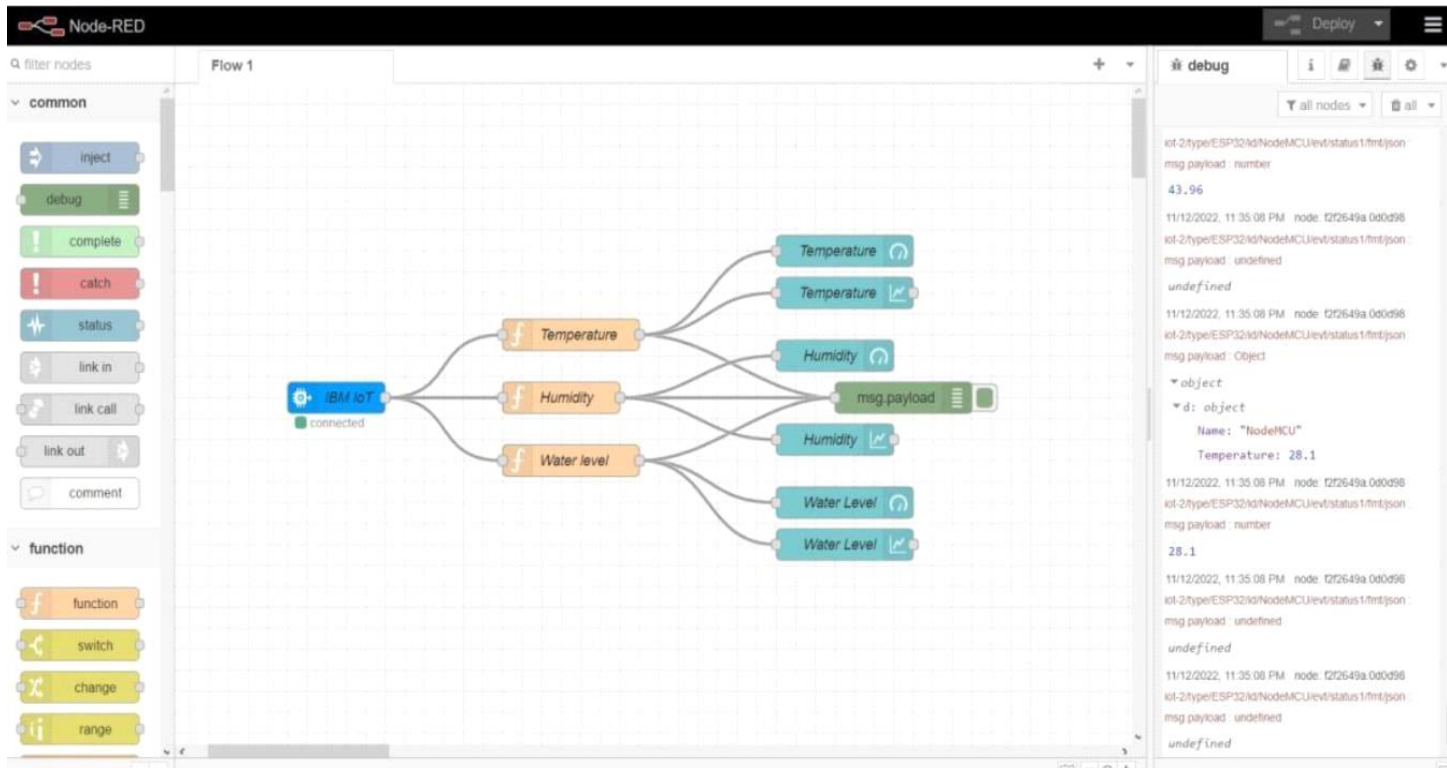 Node-RED
Deploy
filter nodes
Flow 1
debug
i
common
all nodes
all
inject
debug
complete
catch
status
link in
link call
link out
comment
function
function
switch
change
range
IBM IoT
connected
Temperature
Humidity
Water level
Temperature
Temperature
Humidity
msg.payload
Humidity
Water Level
Water Level
iot-2/type/ESP32/id/NodeMCU/evt/status1/fmt/json :
msg.payload : number
43.96
11/12/2022, 11:35:08 PM node: f2f2649a.0d0d98
iot-2/type/ESP32/id/NodeMCU/evt/status1/fmt/json :
msg.payload : undefined
undefined
11/12/2022, 11:35:08 PM node: f2f2649a.0d0d98
iot-2/type/ESP32/id/NodeMCU/evt/status1/fmt/json :
msg.payload : Object
object
d: object
Name: "NodeMCU"
Temperature: 28.1
11/12/2022, 11:35:08 PM node: f2f2649a.0d0d98
iot-2/type/ESP32/id/NodeMCU/evt/status1/fmt/json :
msg.payload : number
28.1
11/12/2022, 11:35:08 PM node: f2f2649a.0d0d98
iot-2/type/ESP32/id/NodeMCU/evt/status1/fmt/json :
msg.payload : undefined
undefined
11/12/2022, 11:35:08 PM node: f2f2649a.0d0d98
iot-2/type/ESP32/id/NodeMCU/evt/status1/fmt/json :
msg.payload : undefined
undefined